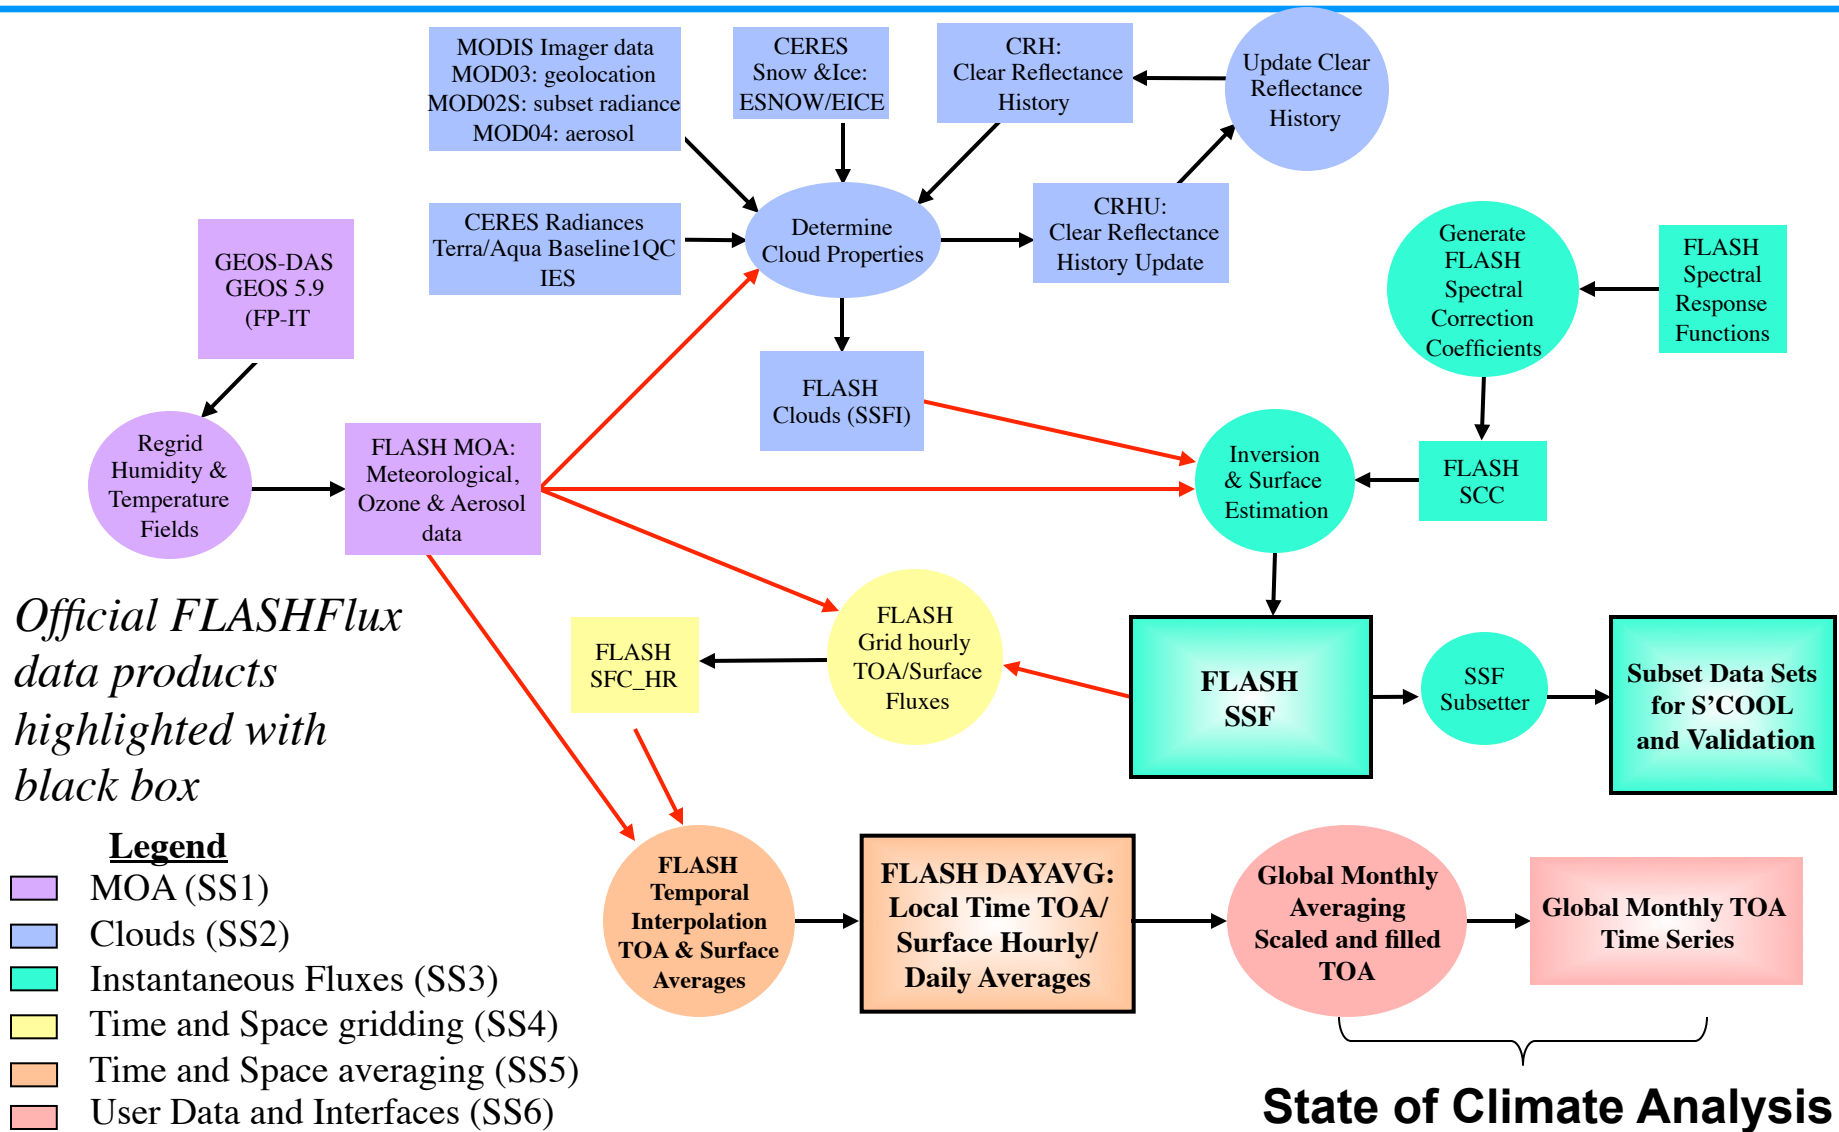 MODIS Imager data
MOD03: geolocation
MOD02S: subset radiance
MOD04: aerosol
CERES
Snow &Ice:
ESNOW/EICE
CRH:
Clear Reflectance
History
Update Clear
Reflectance
History
CERES Radiances
Terra/Aqua Baseline1QC
IES
Determine
Cloud Properties
CRHU:
Clear Reflectance
History Update
Generate
FLASH
Spectral
Correction
Coefficients
FLASH
Spectral
Response
Functions
GEOS-DAS
GEOS 5.9
(FP-IT
FLASH
Clouds (SSFI)
Regrid
Humidity &
Temperature
Fields
FLASH MOA:
Meteorological,
Ozone & Aerosol
data
Inversion
& Surface
Estimation
FLASH
SCC
Official FLASHFlux
data products
highlighted with
black box
FLASH
SFC_HR
FLASH
Grid hourly
TOA/Surface
Fluxes
FLASH
SSF
SSF
Subsetter
Subset Data Sets
for S’COOL
and Validation
Legend
MOA (SS1)
Clouds (SS2)
Instantaneous Fluxes (SS3)
Time and Space gridding (SS4)
Time and Space averaging (SS5)
User Data and Interfaces (SS6)
FLASH
Temporal
Interpolation
TOA & Surface
Averages
FLASH DAYAVG:
Local Time TOA/
Surface Hourly/
Daily Averages
Global Monthly
Averaging
Scaled and filled
TOA
Global Monthly TOA
Time Series
State of Climate Analysis